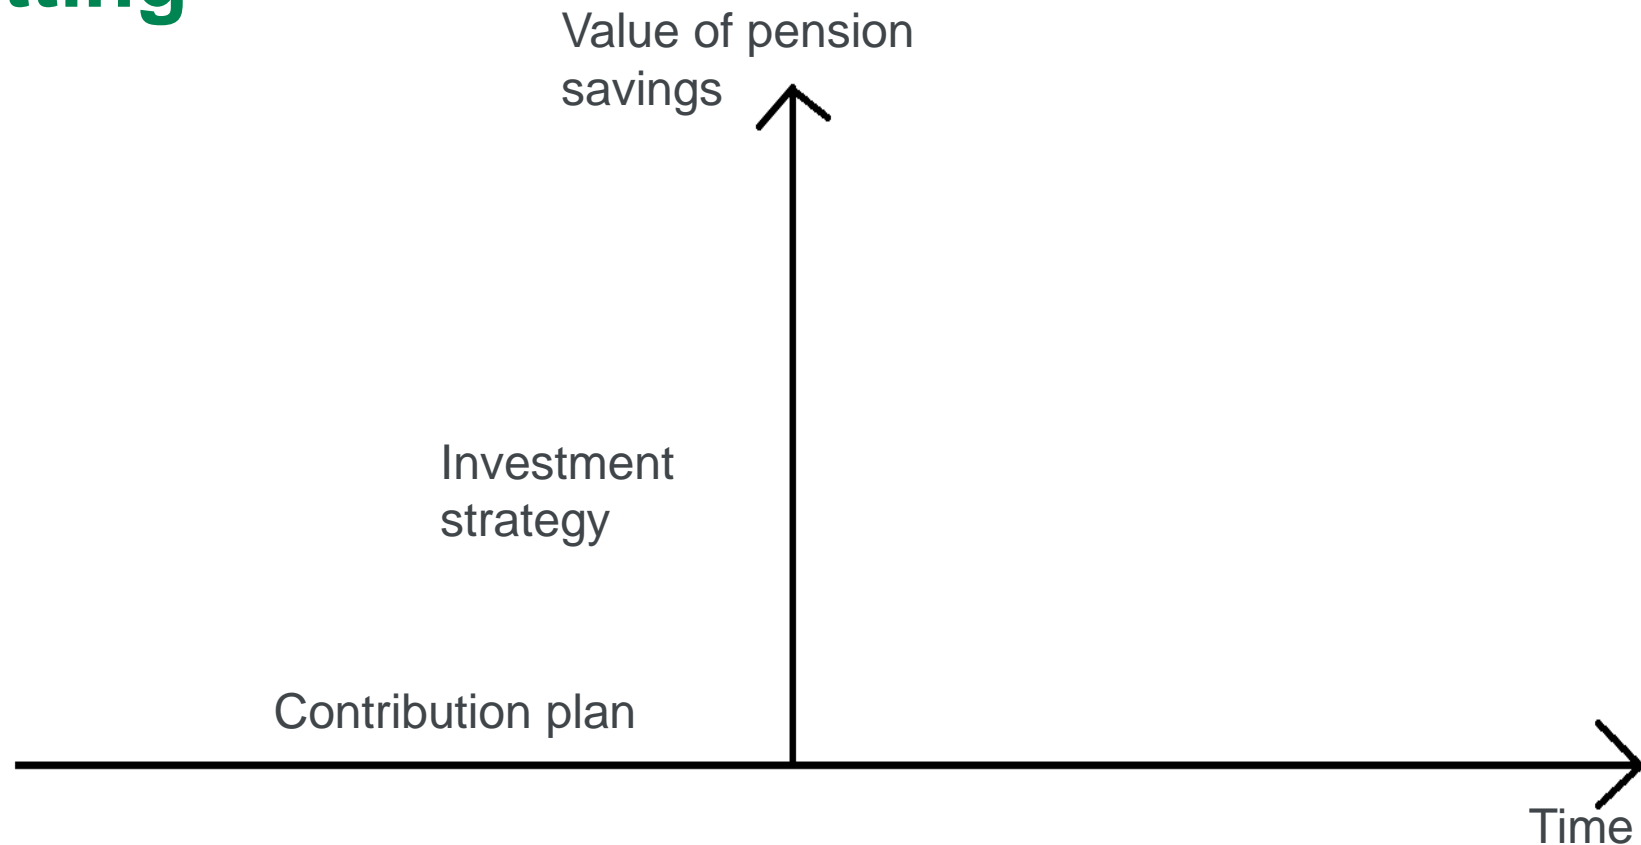 Value of pension
savings
Investment
strategy
Contribution plan
Time